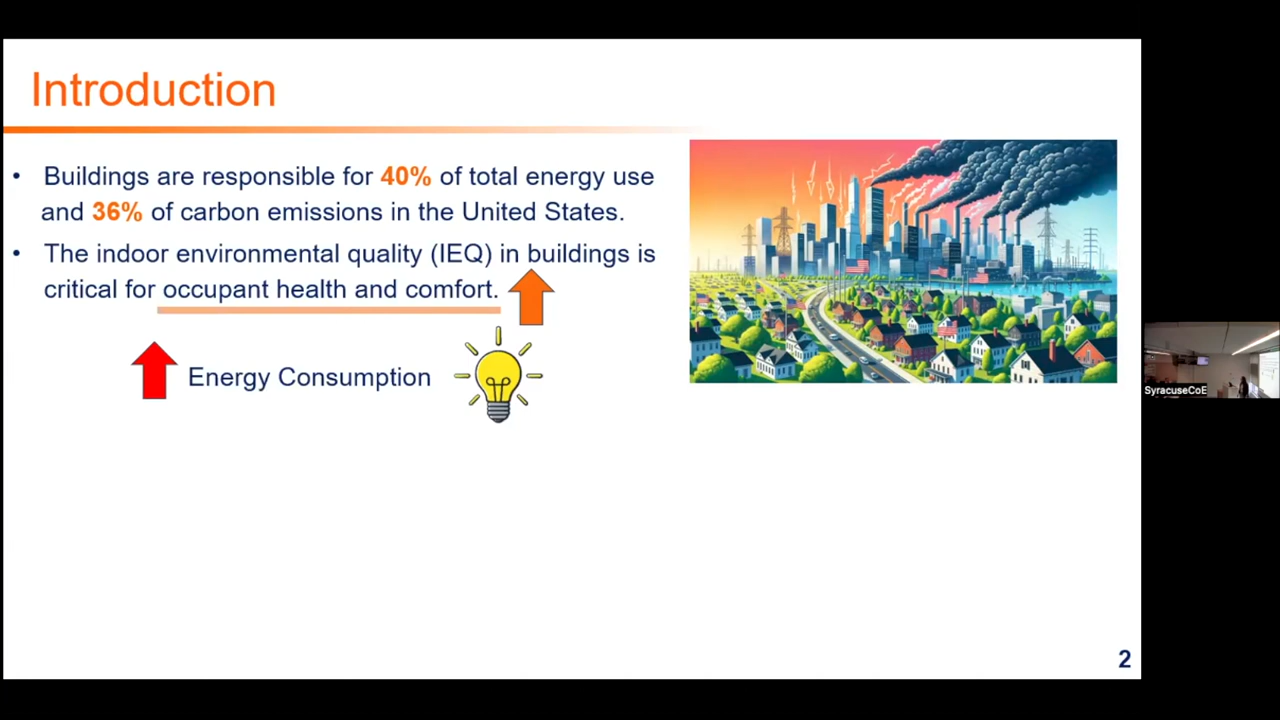 Introduction
• Buildings are responsible for 40% of total energy use
and 36% of carbon emissions in the United States.
• The indoor environmental quality (IEQ) in buildings is
critical for occupant health and comfort.
Energy Consumption
SyracuseCoE
2